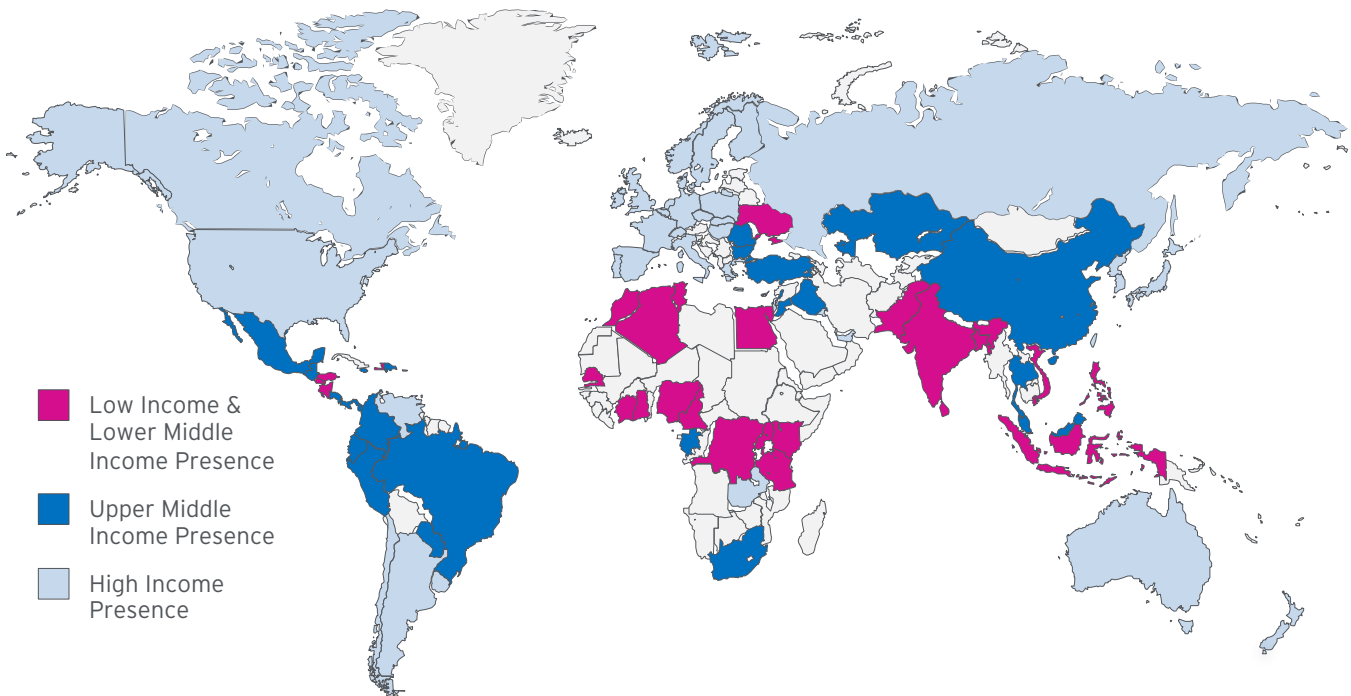 Low Income &
Lower Middle
Income Presence
Upper Middle
Income Presence
High Income
Presence